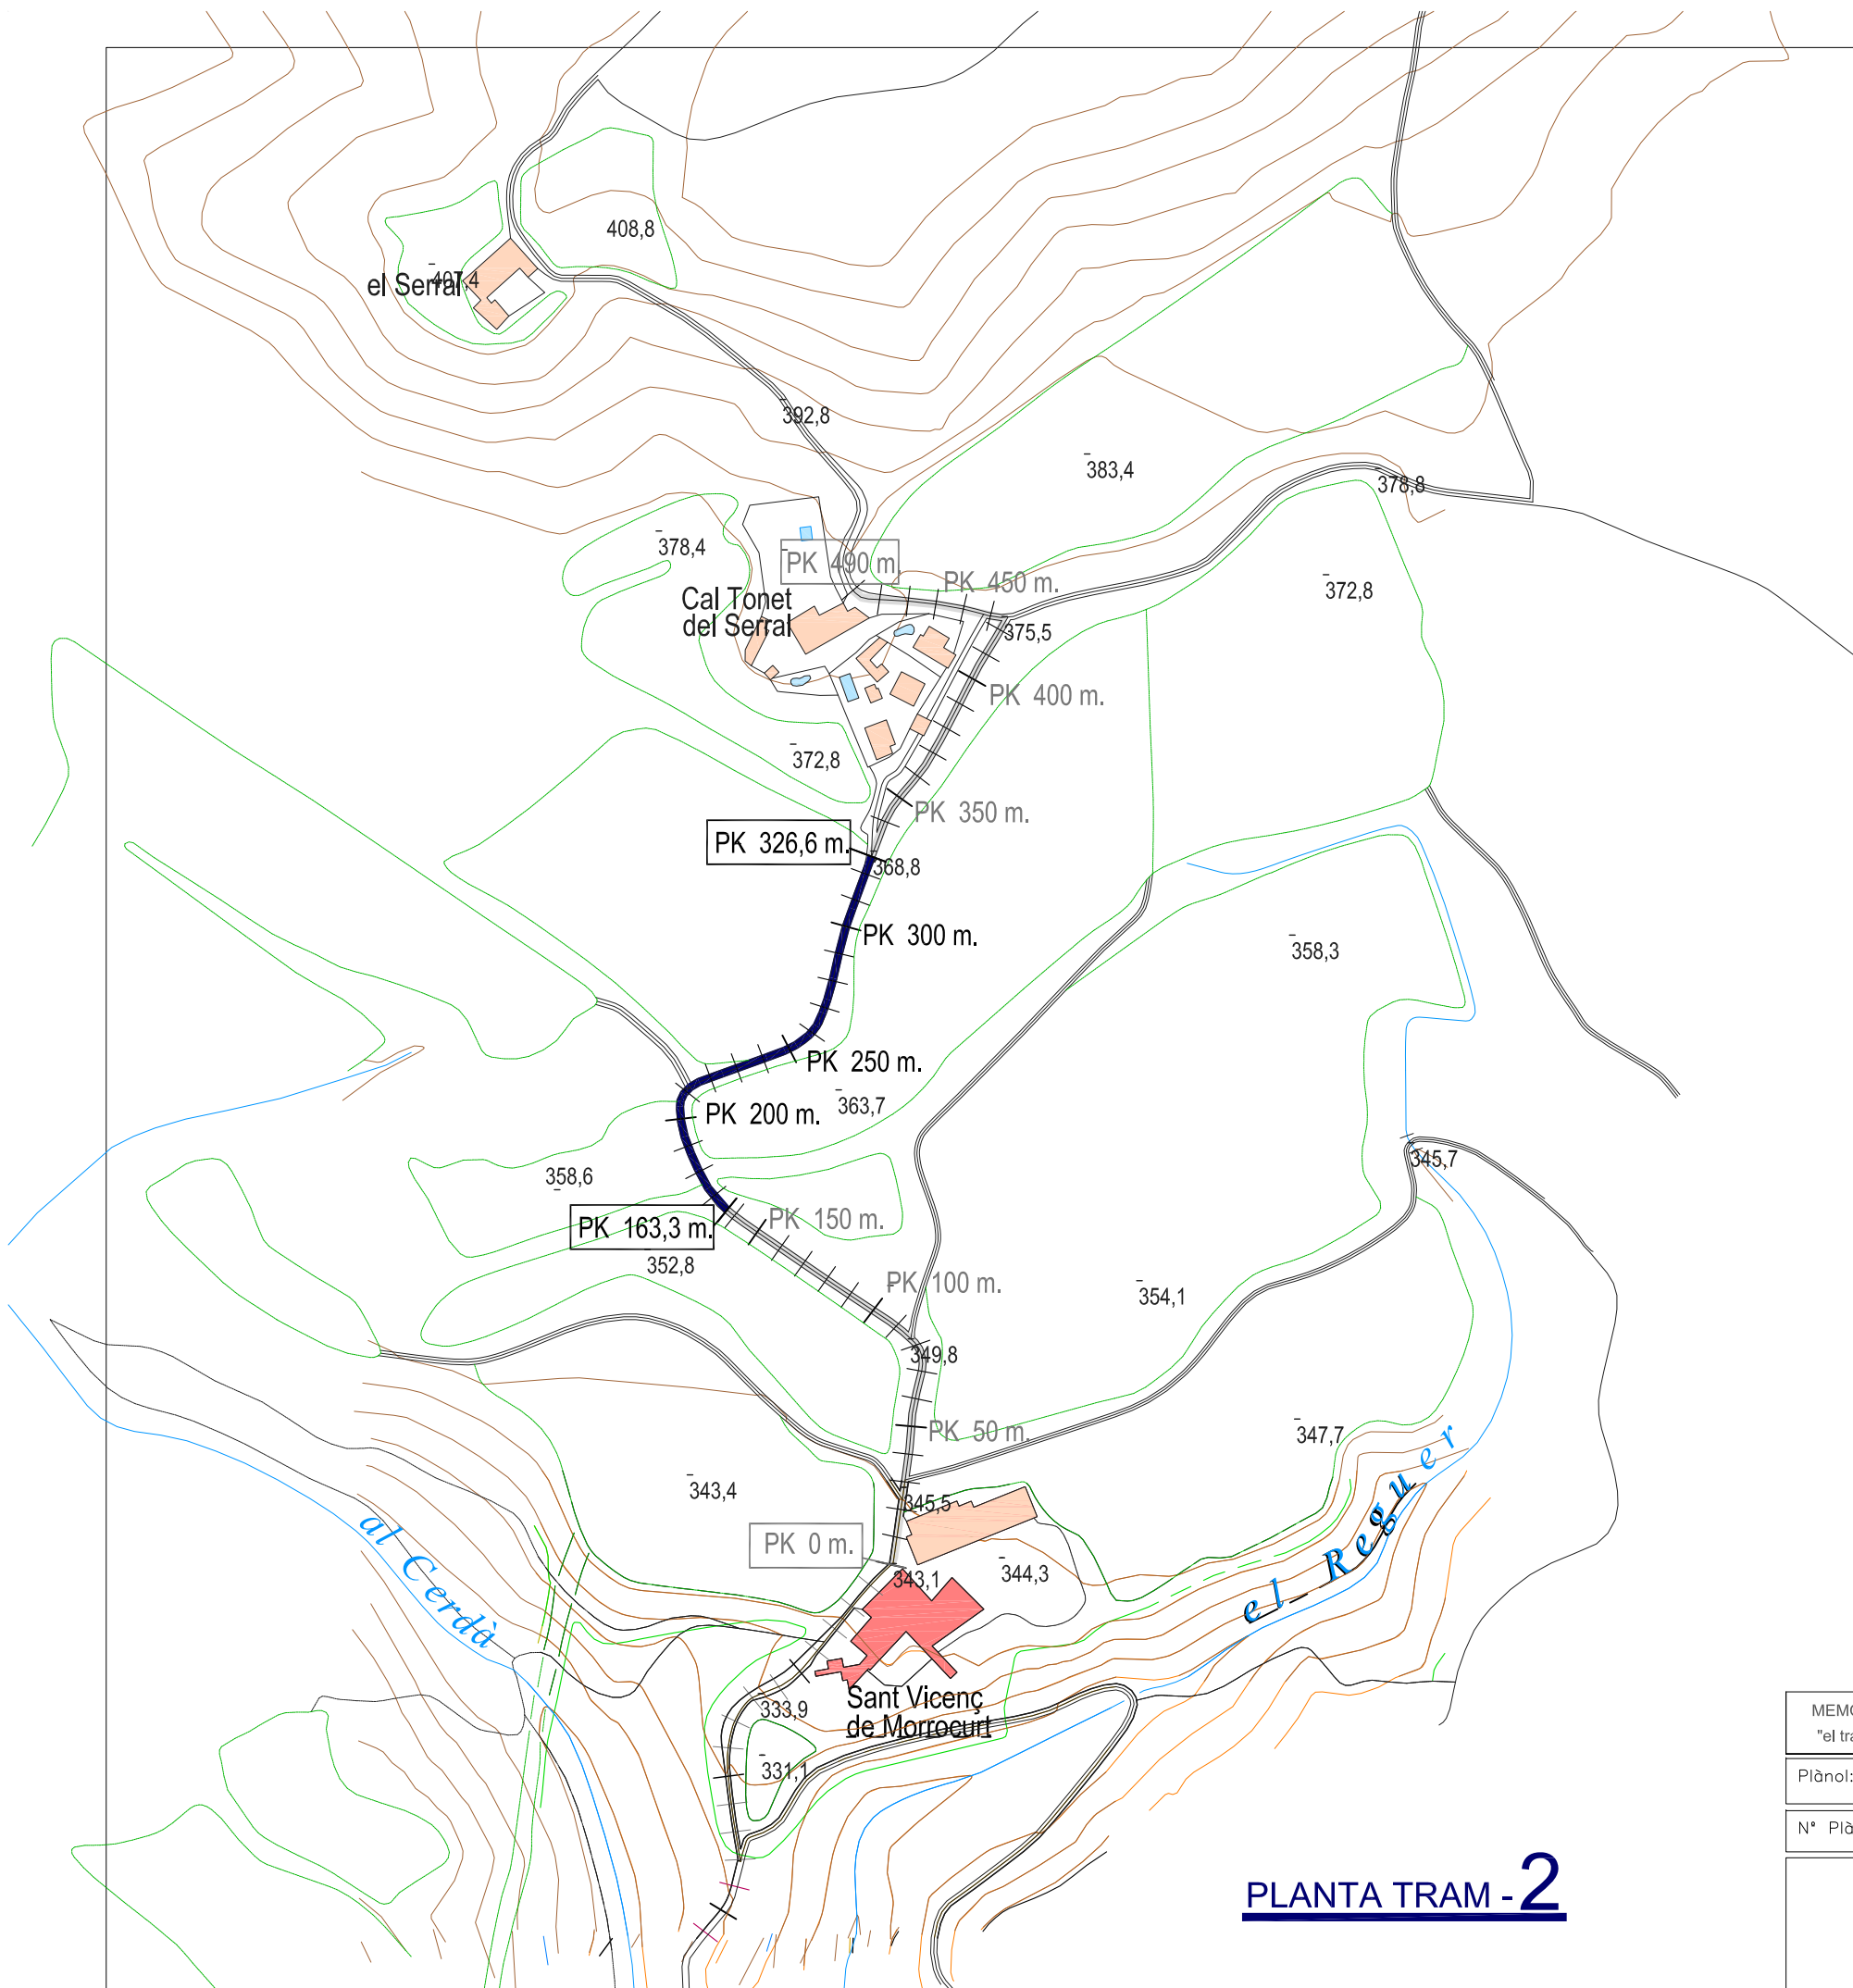 408,8
407,4
el Serral
392,8
383,4
378,8
378,4
PK 490 m.
PK 450 m.
372,8
Cal Tonet
del Serral
375,5
PK 400 m.
372,8
PK 350 m.
PK 326,6 m.
368,8
PK 300 m.
358,3
PK 250 m.
363,7
PK 200 m.
345,7
358,6
PK 163,3 m.
PK 150 m.
352,8
PK 100 m.
354,1
349,8
PK 50 m.
347,7
343,4
345,5
PK 0 m.
343,1
344,3
al Cerdà
el Reguer
Sant Vicenç
de Morrocurt
333,9
331,1
"el tra
Plànol:
PLANTA TRAM - 2